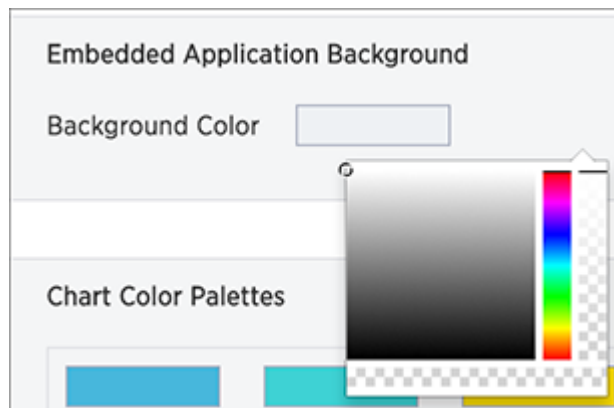 Embedded Application Background
Background Color
Chart Color Palettes